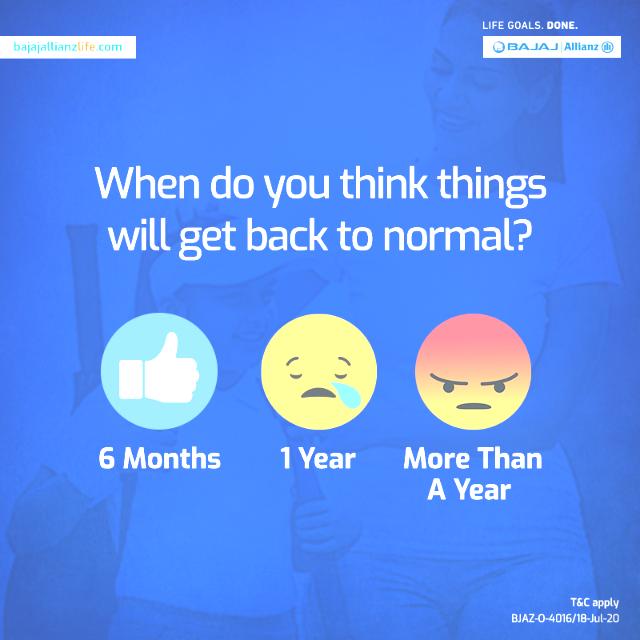 LIFE GOALS. DONE.
bajajallianzlife.com
BAJAJ | Allianz
When do you think things
will get back to normal?
6 Months
1 Year
More Than
A Year
T&C apply
BJAZ-O-4016/18-Jul-20